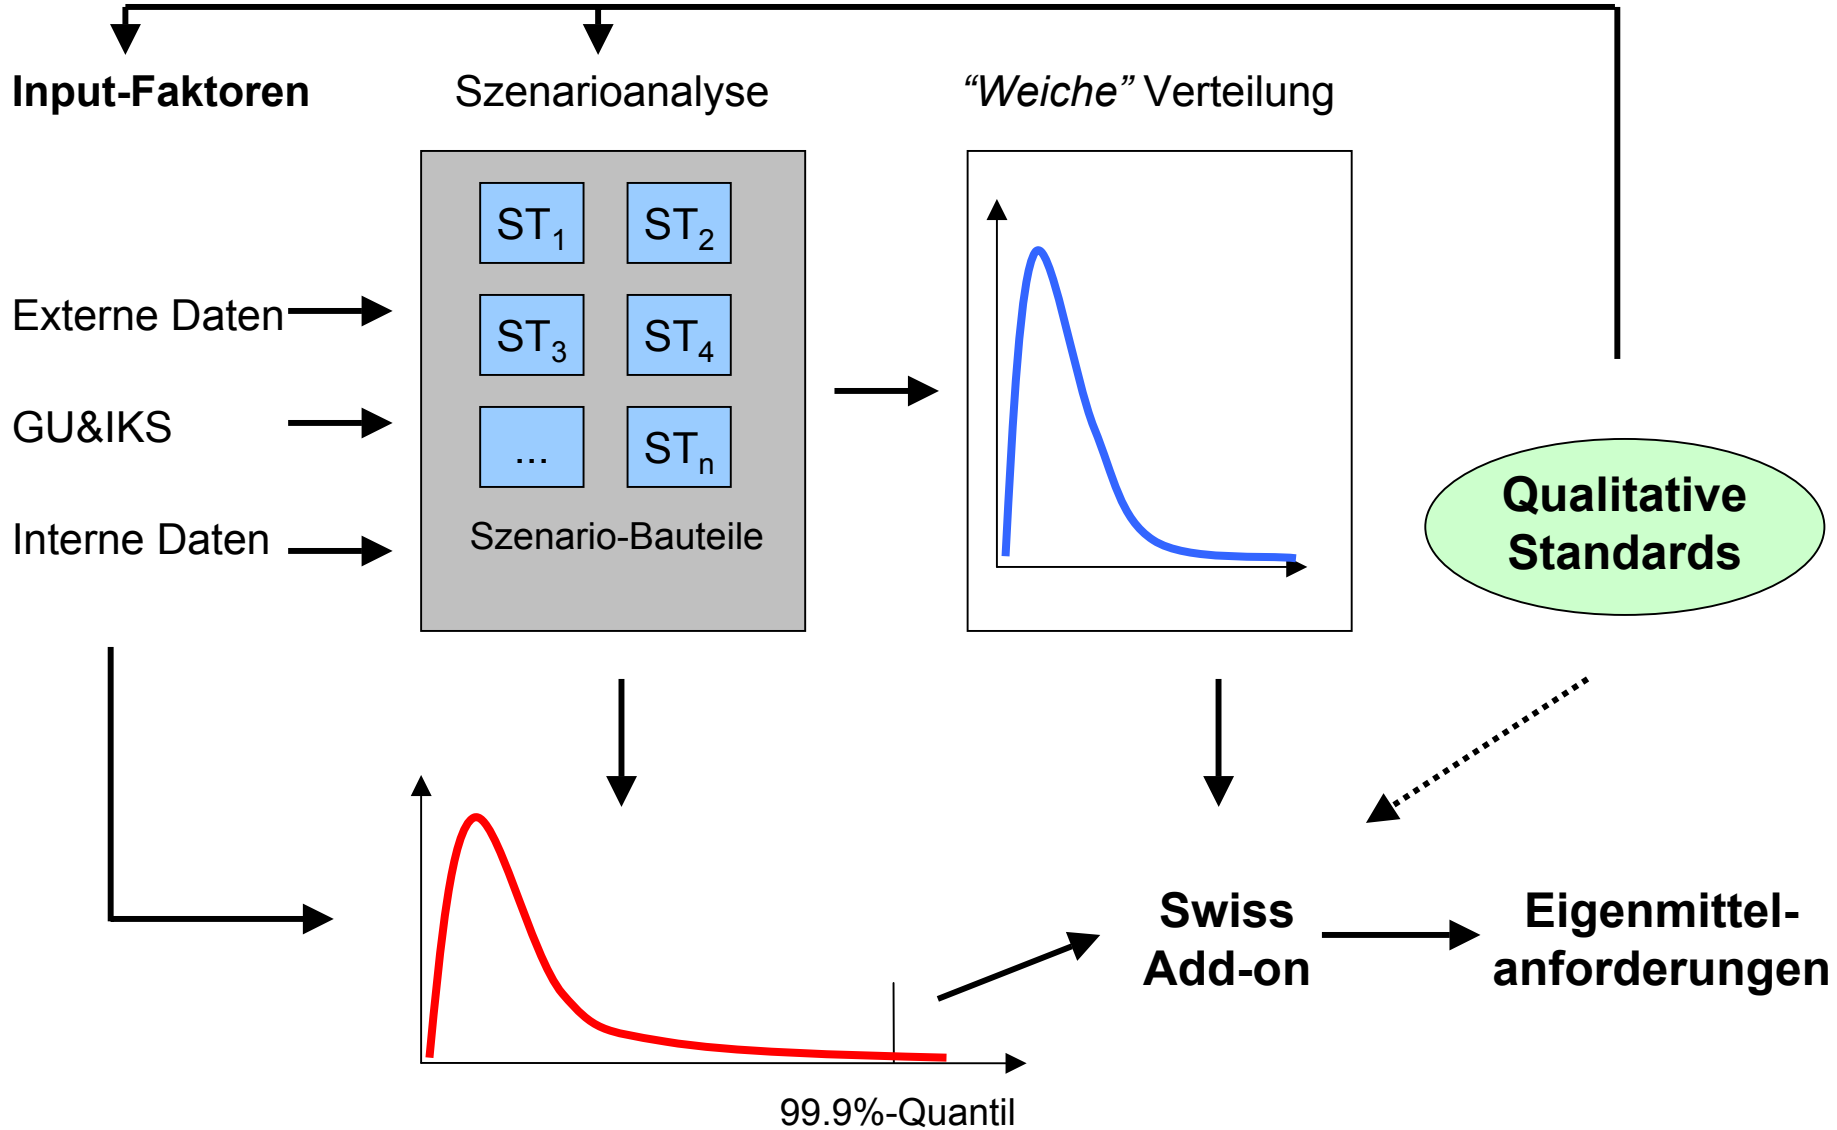 Input-Faktoren
Szenarioanalyse
“Weiche” Verteilung
ST1
ST2
Externe Daten
ST3
ST4
GU&IKS
...
STn
Interne Daten
Szenario-Bauteile
Qualitative
Standards
Swiss
Add-on
Eigenmittel-
anforderungen
99.9%-Quantil